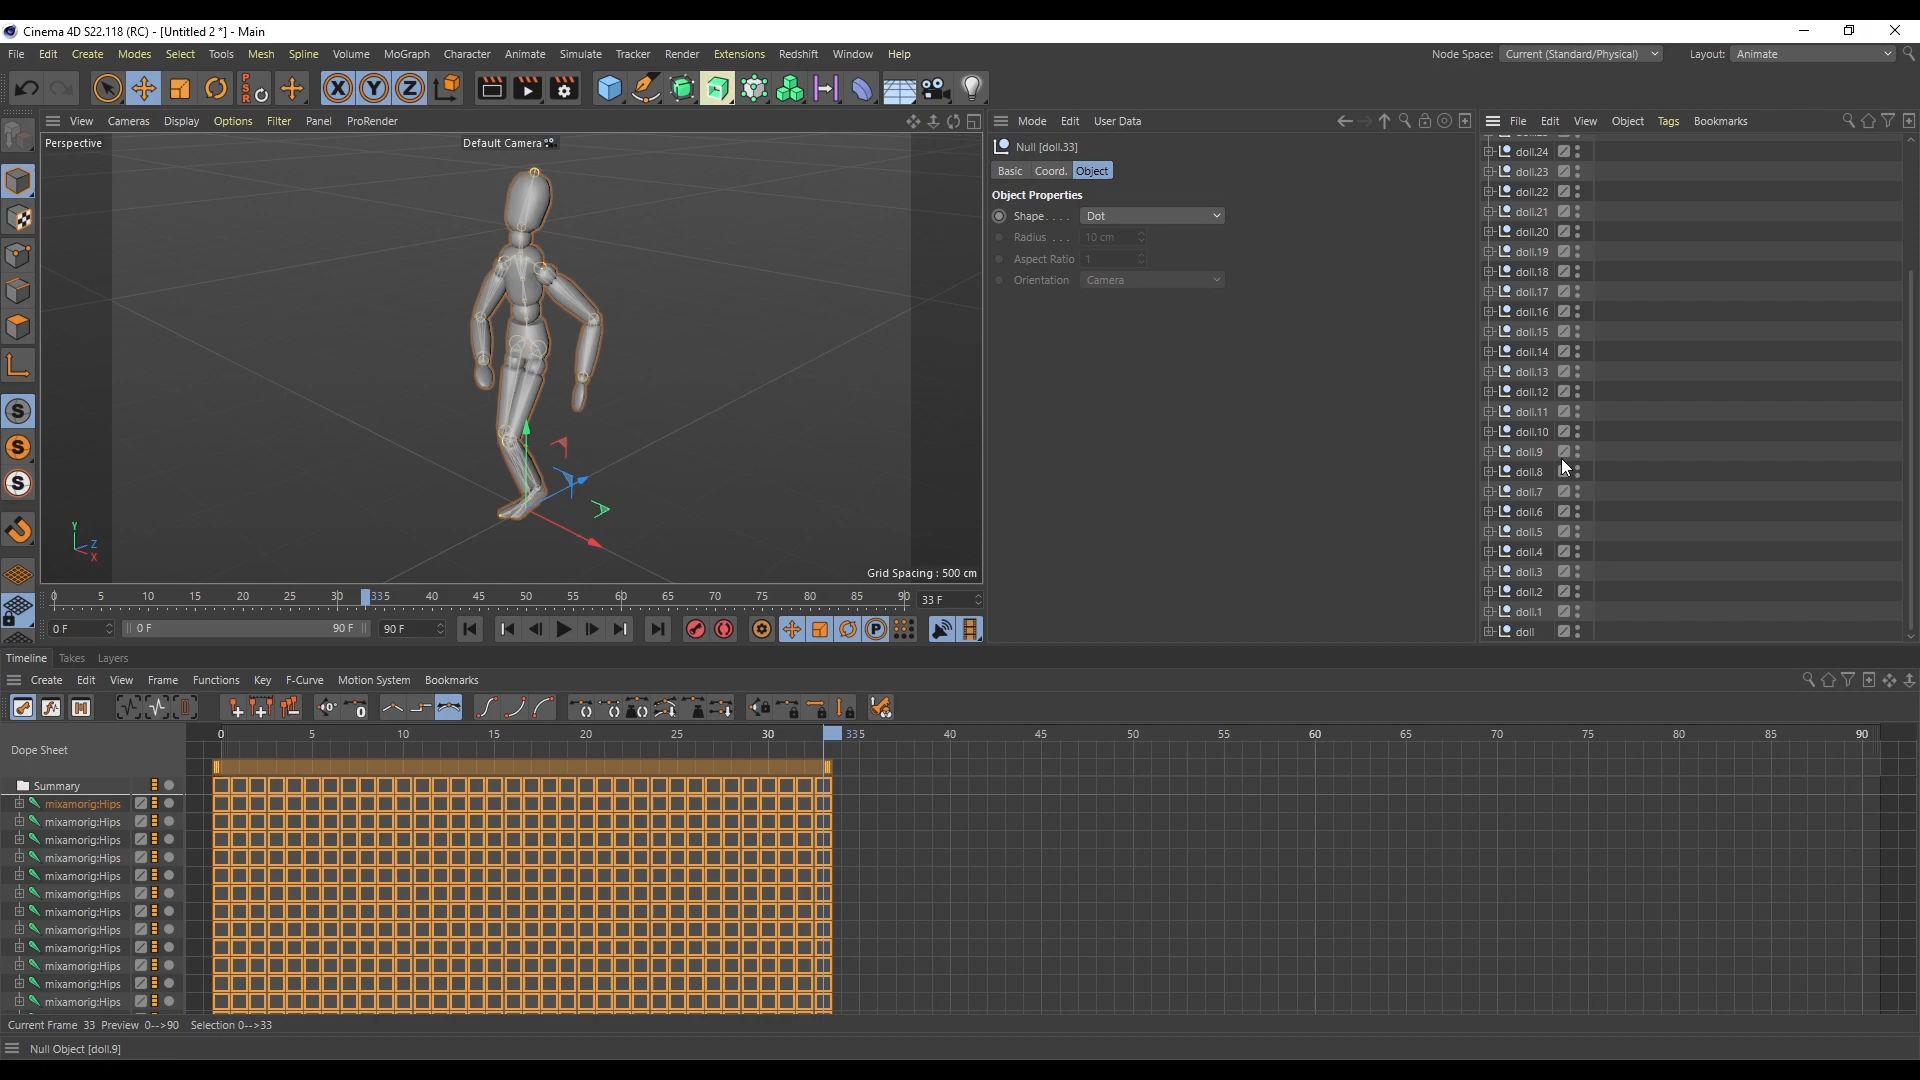 Cinema 4D S22.118 (RC) - [Untitled 2 *] - Main
File Edit Create Modes Select Tools Mesh Spline Volume MoGraph Character Animate Simulate Tracker Render Extensions Redshift Window Help Node Space: Current (Standard/Physical) Layout: Animate
View Cameras Display Options Filter Panel ProRender
Perspective
Default Camera
Y
Z
X
Grid Spacing : 500 cm
0 5 10 15 20 25 30 335 40 45 50 55 60 65 70 75 80 85 90 33 F
0 F 0 F 90 F 90 F
Mode Edit User Data
Null [doll.33]
Basic Coord. Object
Object Properties
Shape . . . . Dot
Radius . . . 10 cm
Aspect Ratio 1
Orientation Camera
File Edit View Object Tags Bookmarks
doll.24
doll.23
doll.22
doll.21
doll.20
doll.19
doll.18
doll.17
doll.16
doll.15
doll.14
doll.13
doll.12
doll.11
doll.10
doll.9
doll.8
doll.7
doll.6
doll.5
doll.4
doll.3
doll.2
doll.1
doll
Timeline Takes Layers
Create Edit View Frame Functions Key F-Curve Motion System Bookmarks
Dope Sheet
0 5 10 15 20 25 30 335 40 45 50 55 60 65 70 75 80 85 90
Summary
mixamorig:Hips
mixamorig:Hips
mixamorig:Hips
mixamorig:Hips
mixamorig:Hips
mixamorig:Hips
mixamorig:Hips
mixamorig:Hips
mixamorig:Hips
mixamorig:Hips
mixamorig:Hips
mixamorig:Hips
Current Frame 33 Preview 0-->90 Selection 0-->33
Null Object [doll.9]